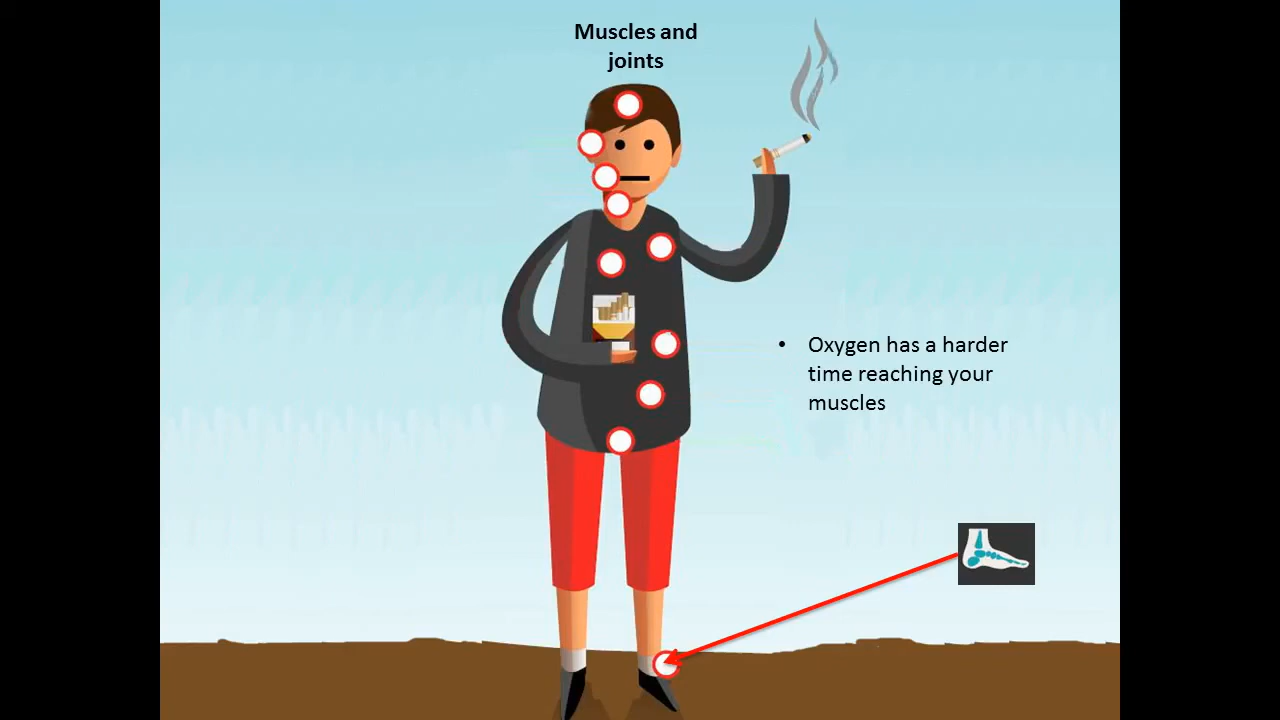 Muscles and
joints
• Oxygen has a harder
time reaching your
muscles